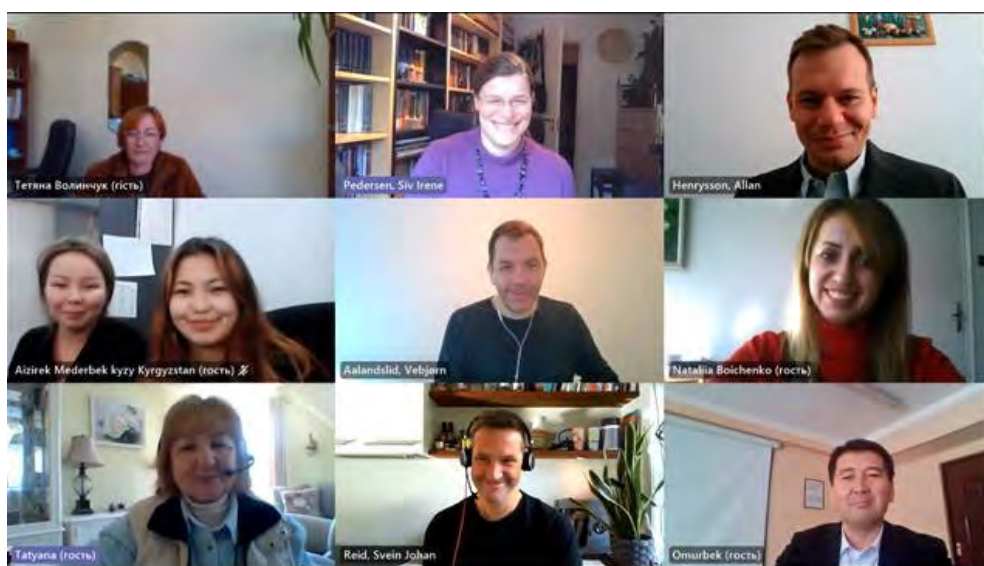 Тетяна Волинчук (гість)
Pedersen, Siv Irene
Henrysson, Allan
Aizirek Mederbek kyzy Kyrgyzstan (гость)
Aalandslid, Vebjørn
Nataliia Boichenko (гость)
Tatyana (гость)
Reid, Svein Johan
Omurbek (гость)